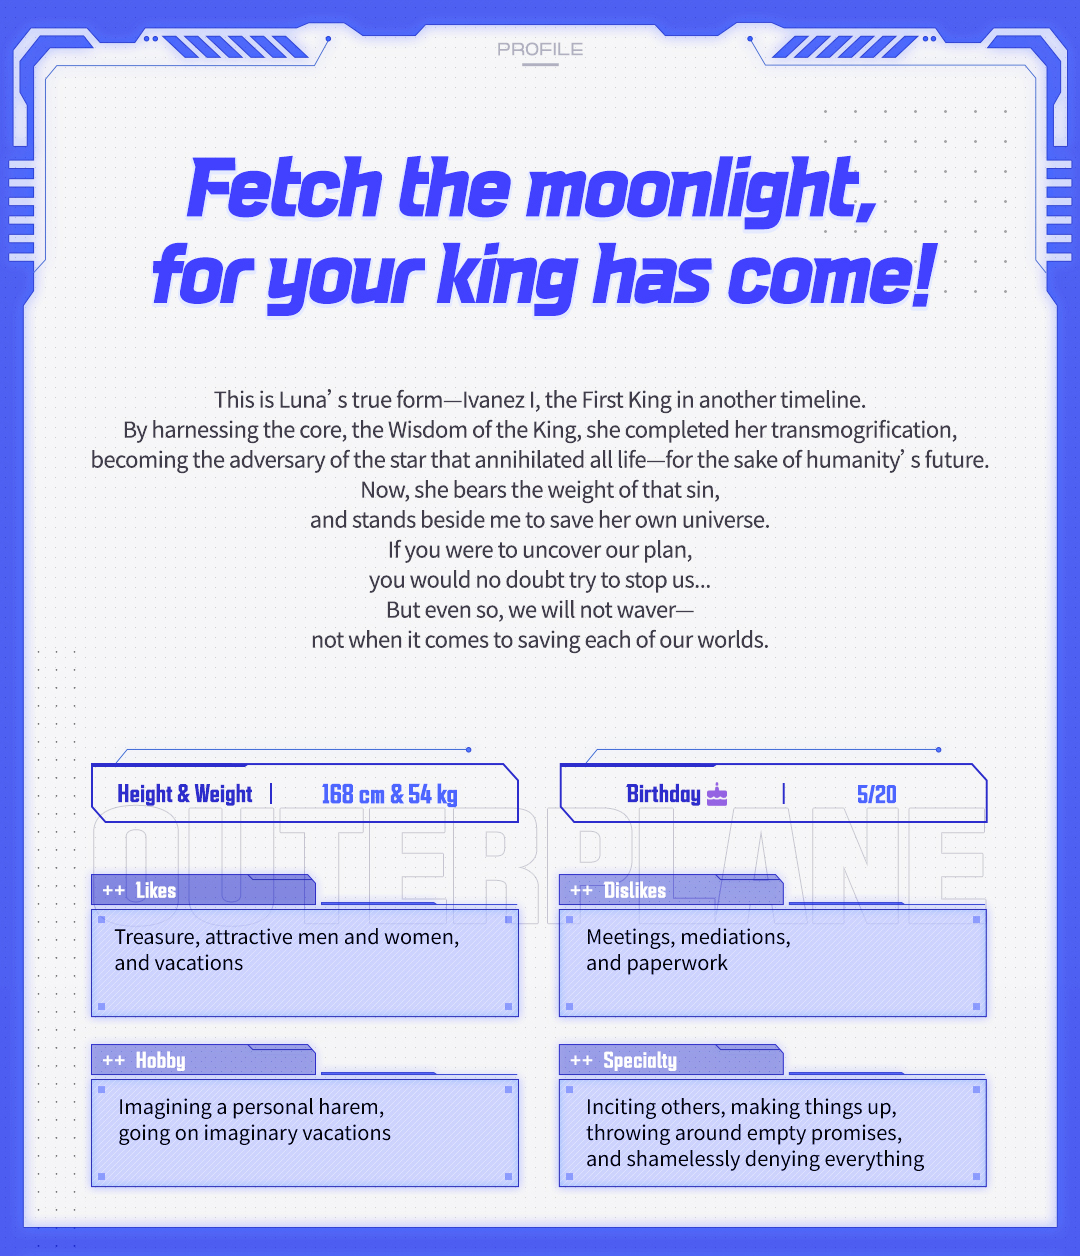 PROFILE
Fetch the moonlight,
for your king has come!
This is Luna’s true form—Ivanez I, the First King in another timeline.
By harnessing the core, the Wisdom of the King, she completed her transmogrification,
becoming the adversary of the star that annihilated all life—for the sake of humanity’s future.
Now, she bears the weight of that sin,
and stands beside me to save her own universe.
If you were to uncover our plan,
you would no doubt try to stop us...
But even so, we will not waver—
not when it comes to saving each of our worlds.
Height & Weight | 168 cm & 54 kg
Birthday | 5/20
OUTERPLANE
++ Likes
Treasure, attractive men and women,
and vacations
++ Dislikes
Meetings, mediations,
and paperwork
++ Hobby
Imagining a personal harem,
going on imaginary vacations
++ Specialty
Inciting others, making things up,
throwing around empty promises,
and shamelessly denying everything